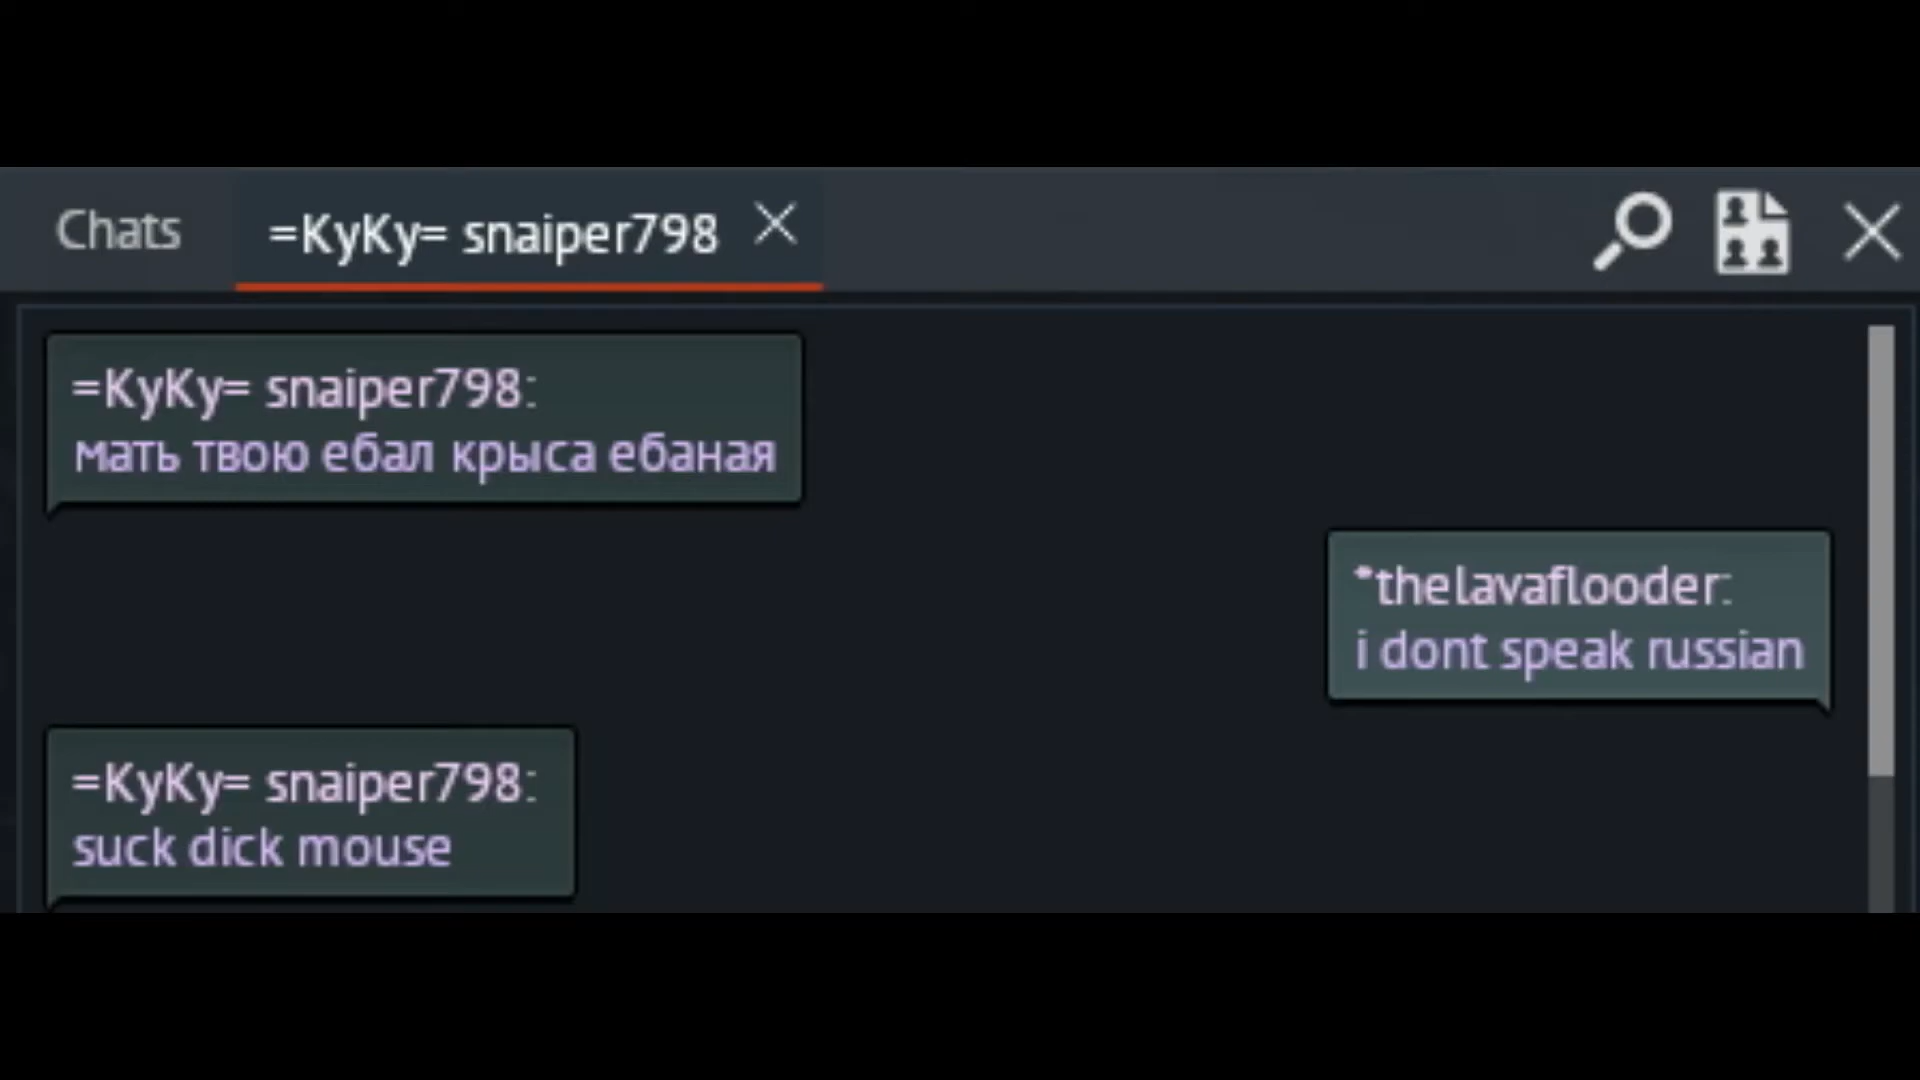 Chats
=KyKy= snaiper798
=KyKy= snaiper798:
мать твою ебал крыса ебаная
*thelavaflooder:
i dont speak russian
=KyKy= snaiper798:
suck dick mouse